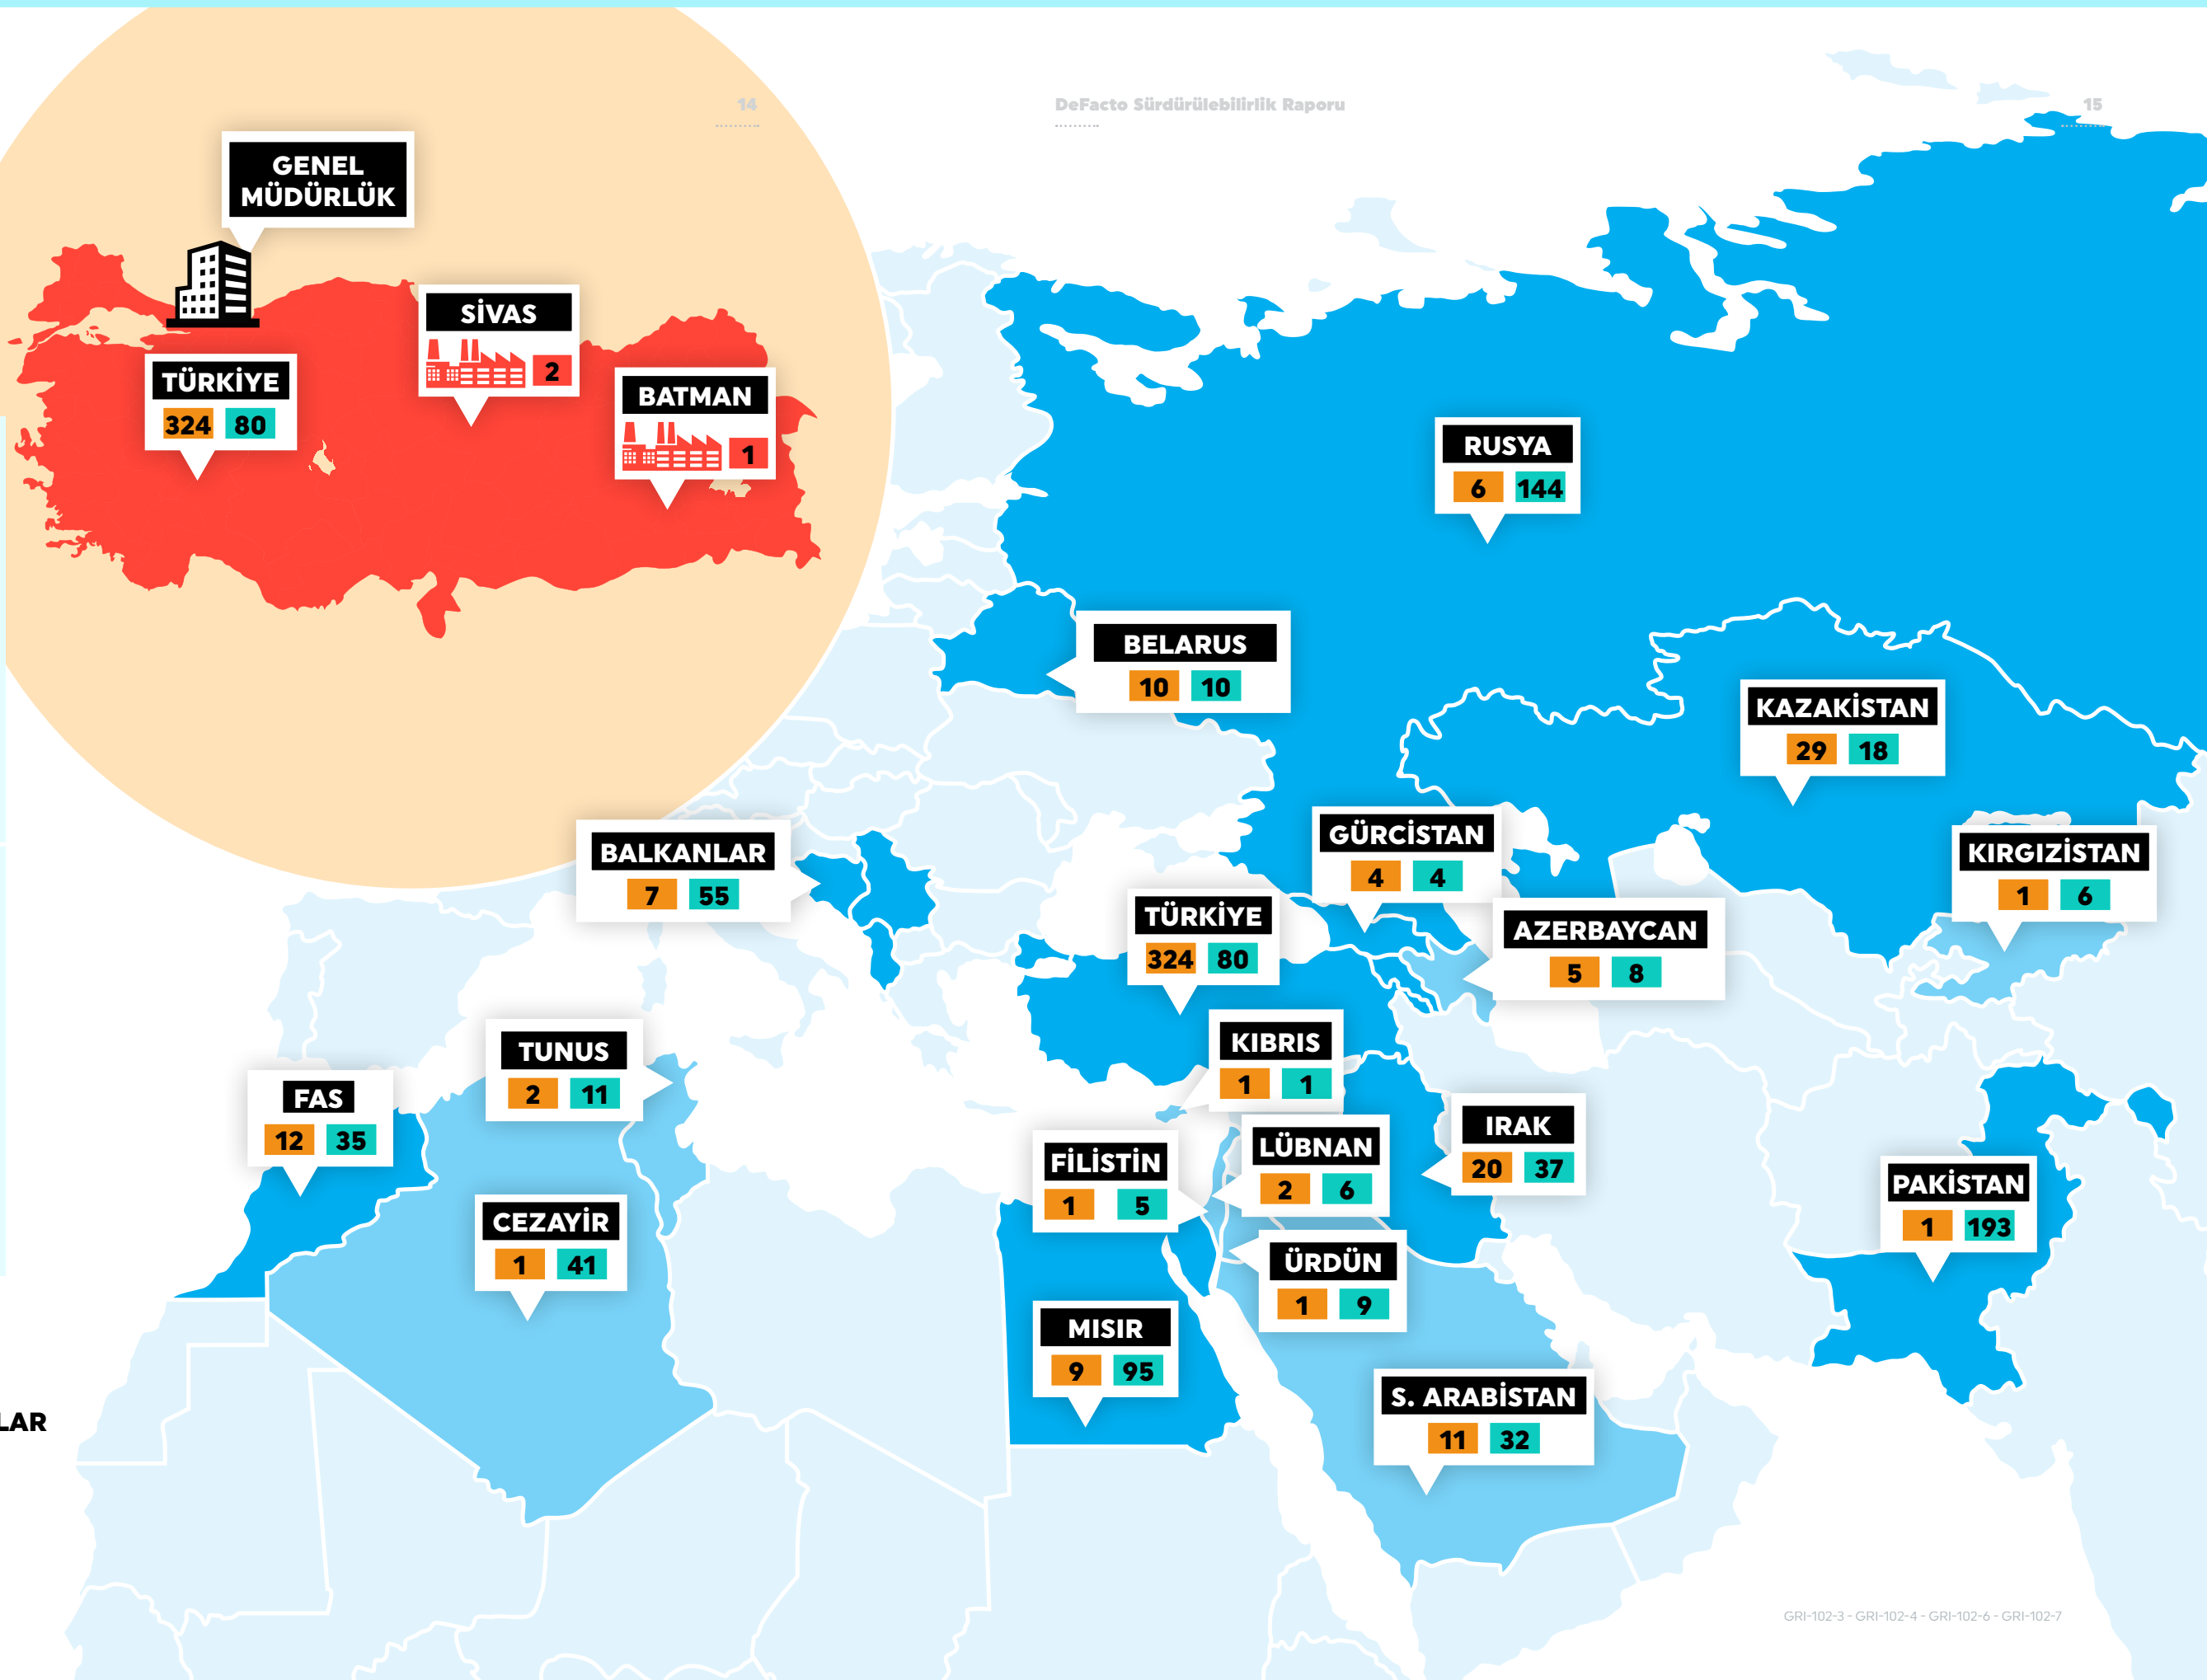 14
DeFacto Sürdürülebilirlik Raporu
15
GENEL
MÜDÜRLÜK
SİVAS
2
TÜRKİYE
324 80
BATMAN
1
RUSYA
6 144
BELARUS
10 10
KAZAKİSTAN
29 18
BALKANLAR
7 55
GÜRCİSTAN
4 4
KIRGIZİSTAN
1 6
TÜRKİYE
324 80
AZERBAYCAN
5 8
TUNUS
2 11
KIBRIS
1 1
FAS
12 35
IRAK
20 37
LÜBNAN
2 6
FİLİSTİN
1 5
PAKİSTAN
1 193
CEZAYİR
1 41
ÜRDÜN
1 9
MISIR
9 95
S. ARABİSTAN
11 32
LAR
GRI-102-3 - GRI-102-4 - GRI-102-6 - GRI-102-7